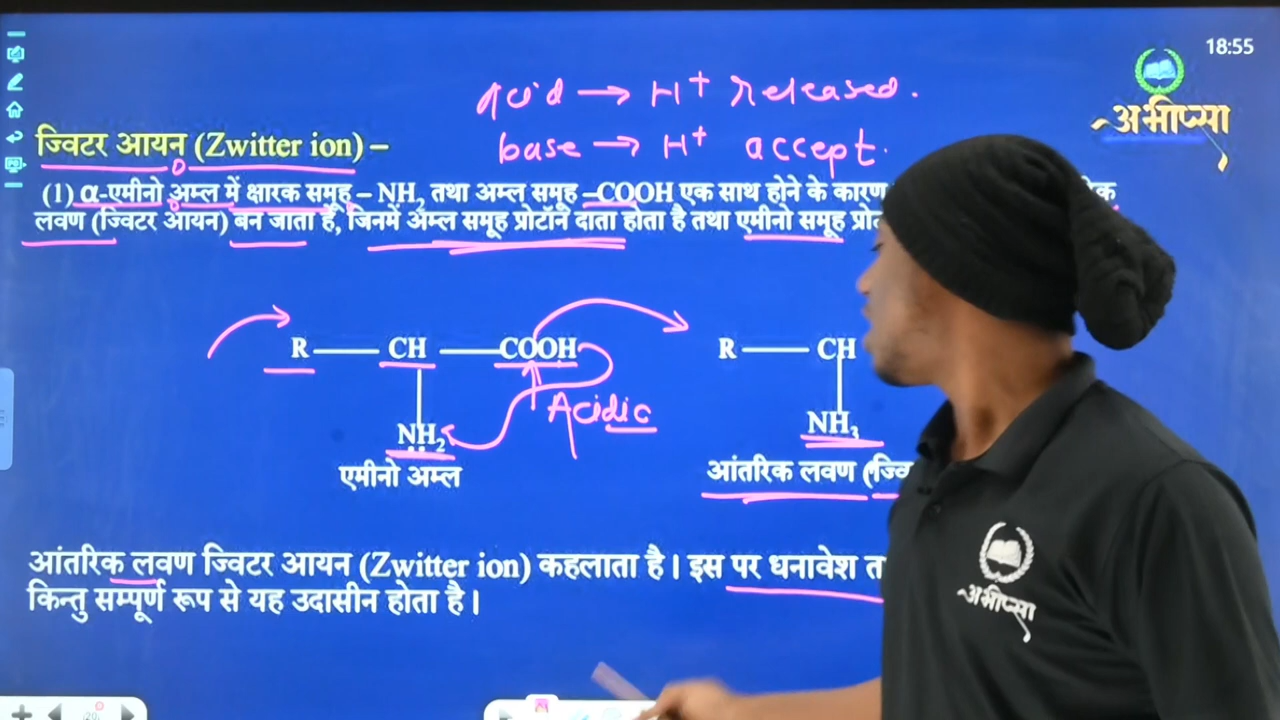 18:55
अभीप्सा
Acid → H+ released.
base → H+ accept.
ज्विटर आयन (Zwitter ion) –
(1) α-एमीनो अम्ल में क्षारक समूह – NH2 तथा अम्ल समूह –COOH एक साथ होने के कारण
लवण (ज्विटर आयन) बन जाता है, जिनमें अम्ल समूह प्रोटॉन दाता होता है तथा एमीनो समूह
R — CH — COOH
R — CH
Acidic
NH2
NH3
एमीनो अम्ल
आंतरिक लवण
आंतरिक लवण ज्विटर आयन (Zwitter ion) कहलाता है। इस पर धनावेश
किन्तु सम्पूर्ण रूप से यह उदासीन होता है।
अभीप्सा
20